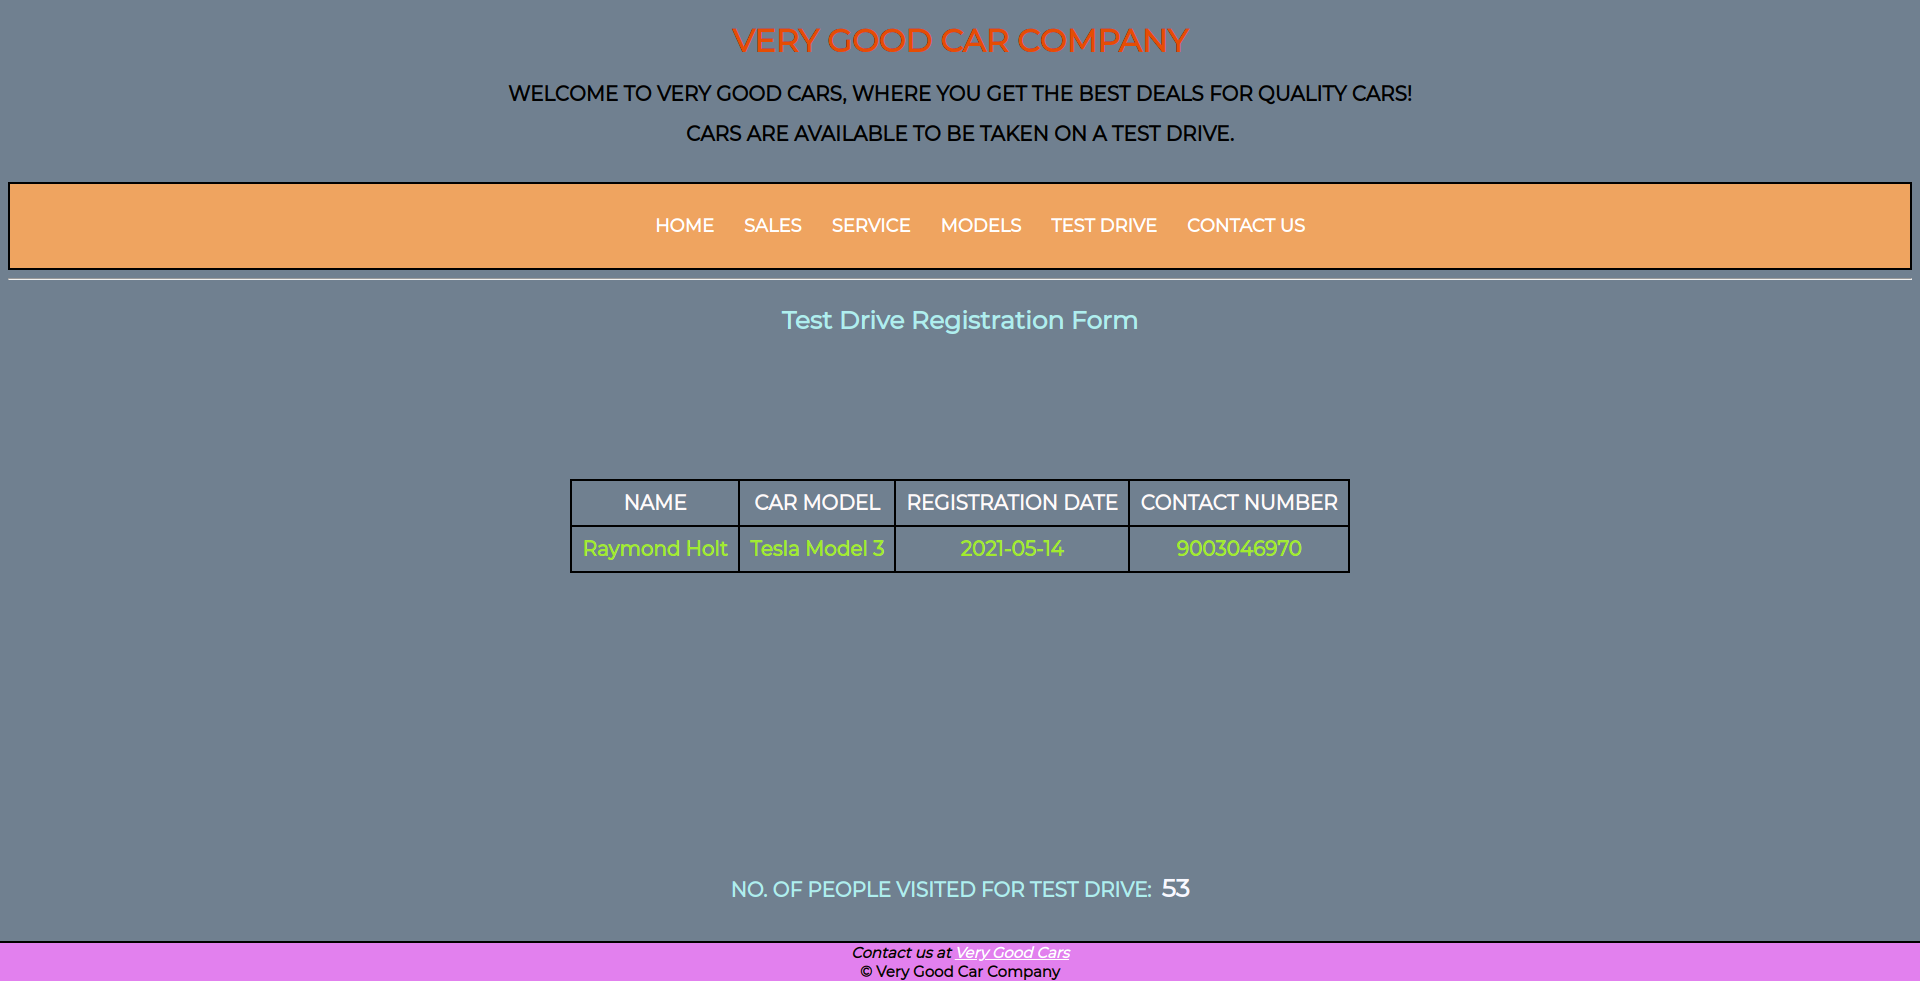 VERY GOOD CAR COMPANY
WELCOME TO VERY GOOD CARS, WHERE YOU GET THE BEST DEALS FOR QUALITY CARS!
CARS ARE AVAILABLE TO BE TAKEN ON A TEST DRIVE.
HOME SALES SERVICE MODELS TEST DRIVE CONTACT US
Test Drive Registration Form
NAME CAR MODEL REGISTRATION DATE CONTACT NUMBER
Raymond Holt Tesla Model 3 2021-05-14 9003046970
NO. OF PEOPLE VISITED FOR TEST DRIVE: 53
Contact us at Very Good Cars
© Very Good Car Company